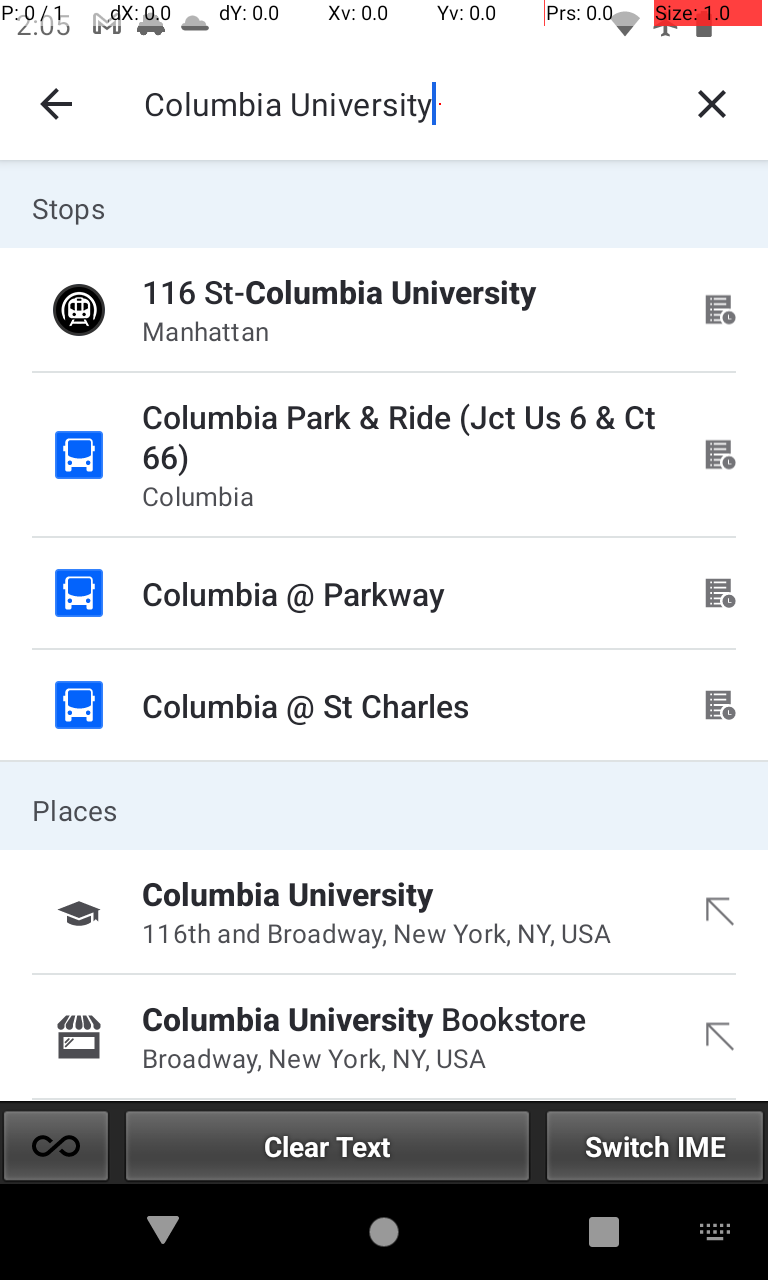 P: 0 / 1 dX: 0.0 dY: 0.0 Xv: 0.0 Yv: 0.0 Prs: 0.0 Size: 1.0
2:05
Columbia University
Stops
116 St-Columbia University
Manhattan
Columbia Park & Ride (Jct Us 6 & Ct
66)
Columbia
Columbia @ Parkway
Columbia @ St Charles
Places
Columbia University
116th and Broadway, New York, NY, USA
Columbia University Bookstore
Broadway, New York, NY, USA
Clear Text
Switch IME